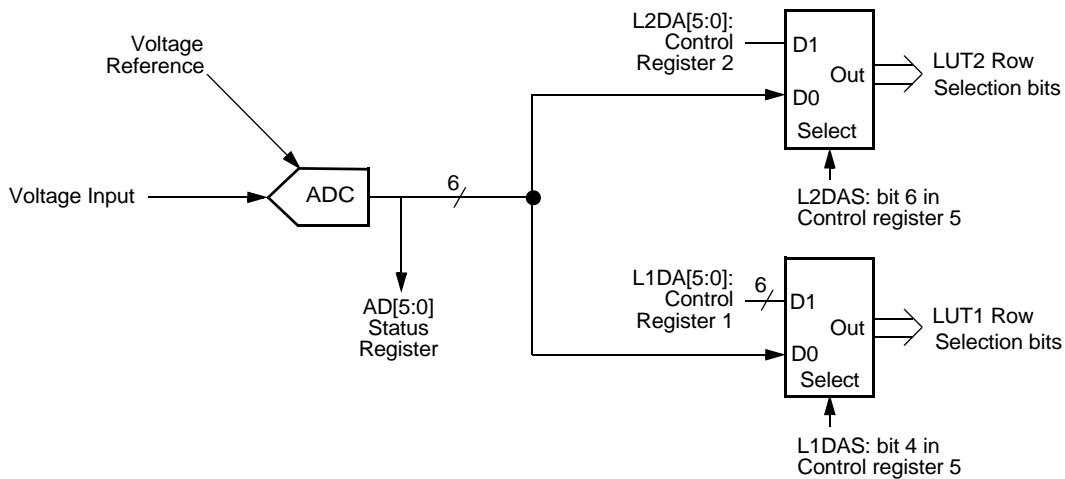 L2DA[5:0]:
Control
Register 2
D1
D0
Out
Select
LUT2 Row
Selection bits
L2DAS: bit 6 in
Control register 5
Voltage
Reference
Voltage Input
ADC
6
AD[5:0]
Status
Register
L1DA[5:0]:
Control
Register 1
6
D1
D0
Out
Select
LUT1 Row
Selection bits
L1DAS: bit 4 in
Control register 5